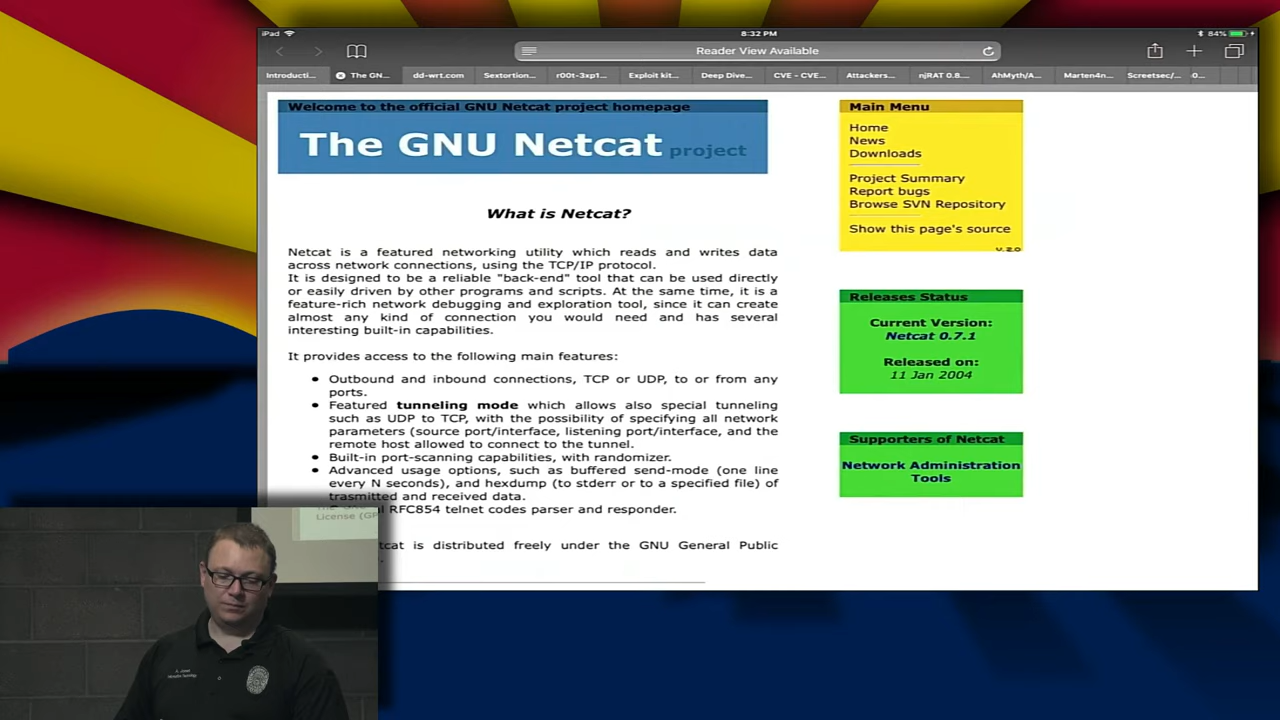 iPad
8:32 PM
84%
Reader View Available
Introducti...
The GN...
dd-wrt.com
Sextortion...
r00t-3xp1...
Exploit kit...
Deep Dive...
CVE - CVE...
Attackers...
njRAT 0.8...
AhMyth/A...
Marten4n...
Screetsec/...
0...
Welcome to the official GNU Netcat project homepage
The GNU Netcat project
What is Netcat?
Netcat is a featured networking utility which reads and writes data
across network connections, using the TCP/IP protocol.
It is designed to be a reliable "back-end" tool that can be used directly
or easily driven by other programs and scripts. At the same time, it is a
feature-rich network debugging and exploration tool, since it can create
almost any kind of connection you would need and has several
interesting built-in capabilities.
It provides access to the following main features:
Outbound and inbound connections, TCP or UDP, to or from any
ports.
Featured tunneling mode which allows also special tunneling
such as UDP to TCP, with the possibility of specifying all network
parameters (source port/interface, listening port/interface, and the
remote host allowed to connect to the tunnel.
Built-in port-scanning capabilities, with randomizer.
Advanced usage options, such as buffered send-mode (one line
every N seconds), and hexdump (to stderr or to a specified file) of
trasmitted and received data.
RFC854 telnet codes parser and responder.
tcat is distributed freely under the GNU General Public
Main Menu
Home
News
Downloads
Project Summary
Report bugs
Browse SVN Repository
Show this page's source
v. 2.0
Releases Status
Current Version:
Netcat 0.7.1
Released on:
11 Jan 2004
Supporters of Netcat
Network Administration
Tools
License (GP